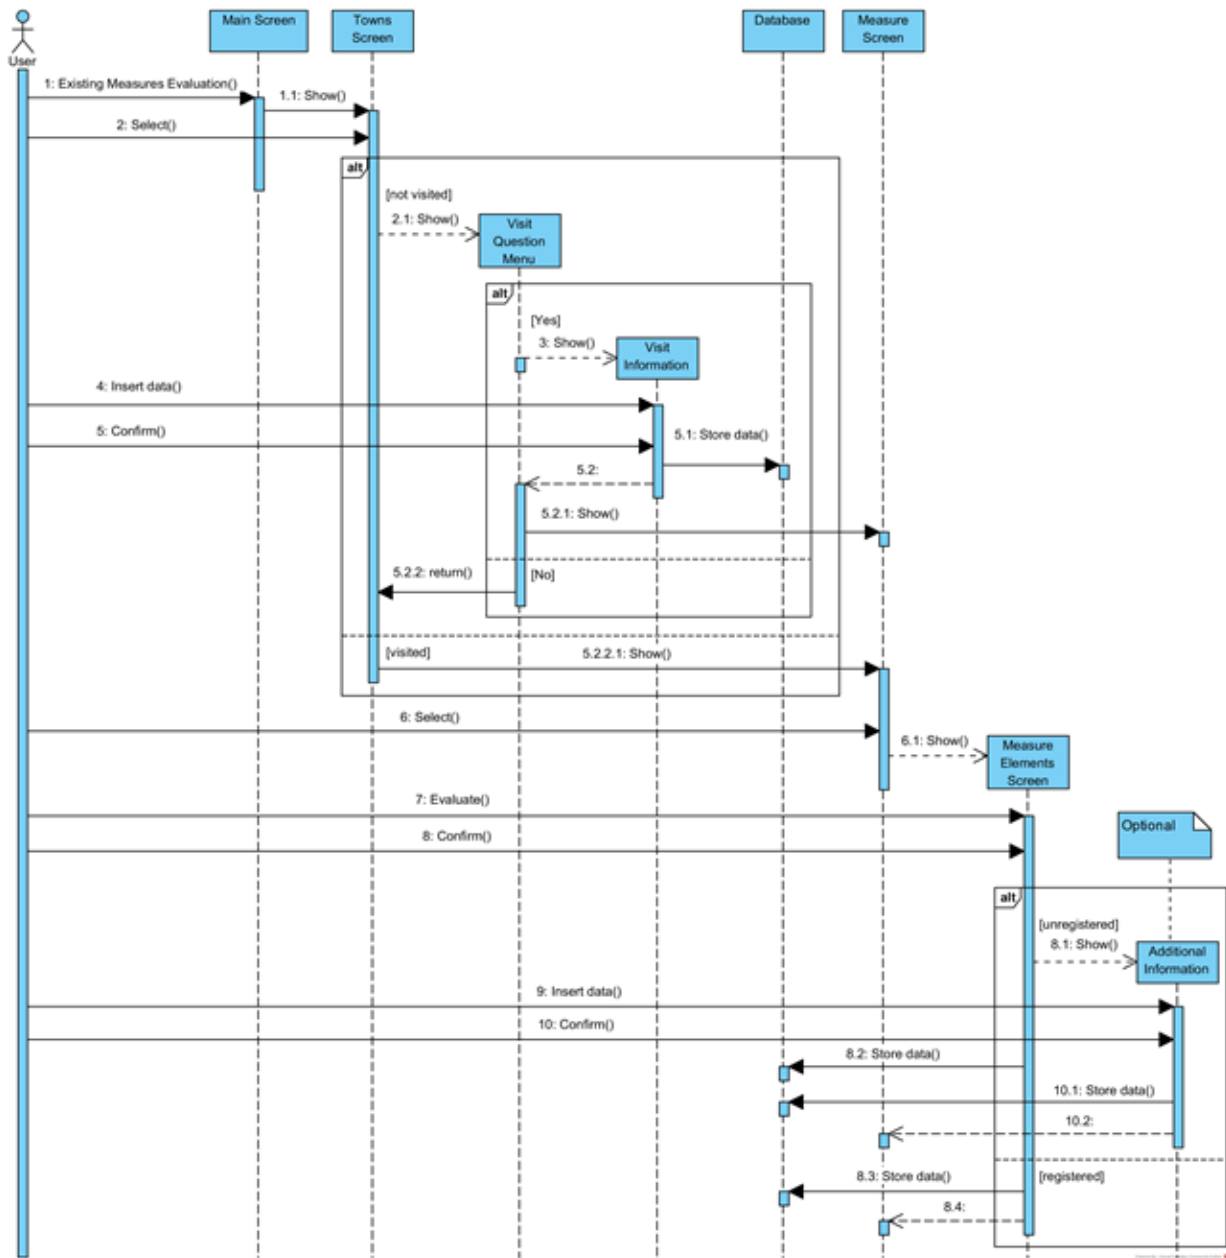 Main Screen
Towns
Screen
Database
Measure
Screen
User
1: Existing Measures Evaluation()
1.1: Show()
2: Select()
alt
[not visited]
2.1: Show()
Visit
Question
Menu
alt
[Yes]
3: Show()
Visit
Information
4: Insert data()
5: Confirm()
5.1: Store data()
5.2:
5.2.1: Show()
5.2.2: return()
[No]
[visited]
5.2.2.1: Show()
6: Select()
6.1: Show()
Measure
Elements
Screen
7: Evaluate()
8: Confirm()
Optional
alt
[unregistered]
8.1: Show()
Additional
Information
9: Insert data()
10: Confirm()
8.2: Store data()
10.1: Store data()
10.2:
8.3: Store data()
[registered]
8.4: